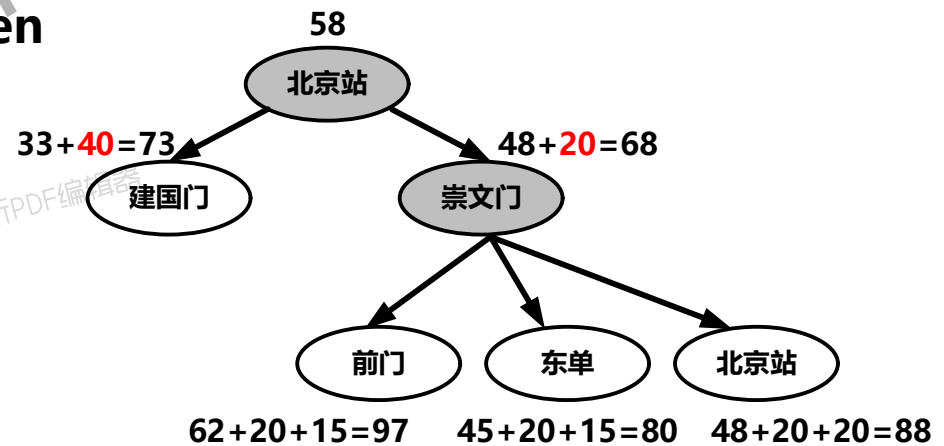 en
58
北京站
33+40=73
48+20=68
建国门
崇文门
前门
东单
北京站
62+20+15=97
45+20+15=80
48+20+20=88